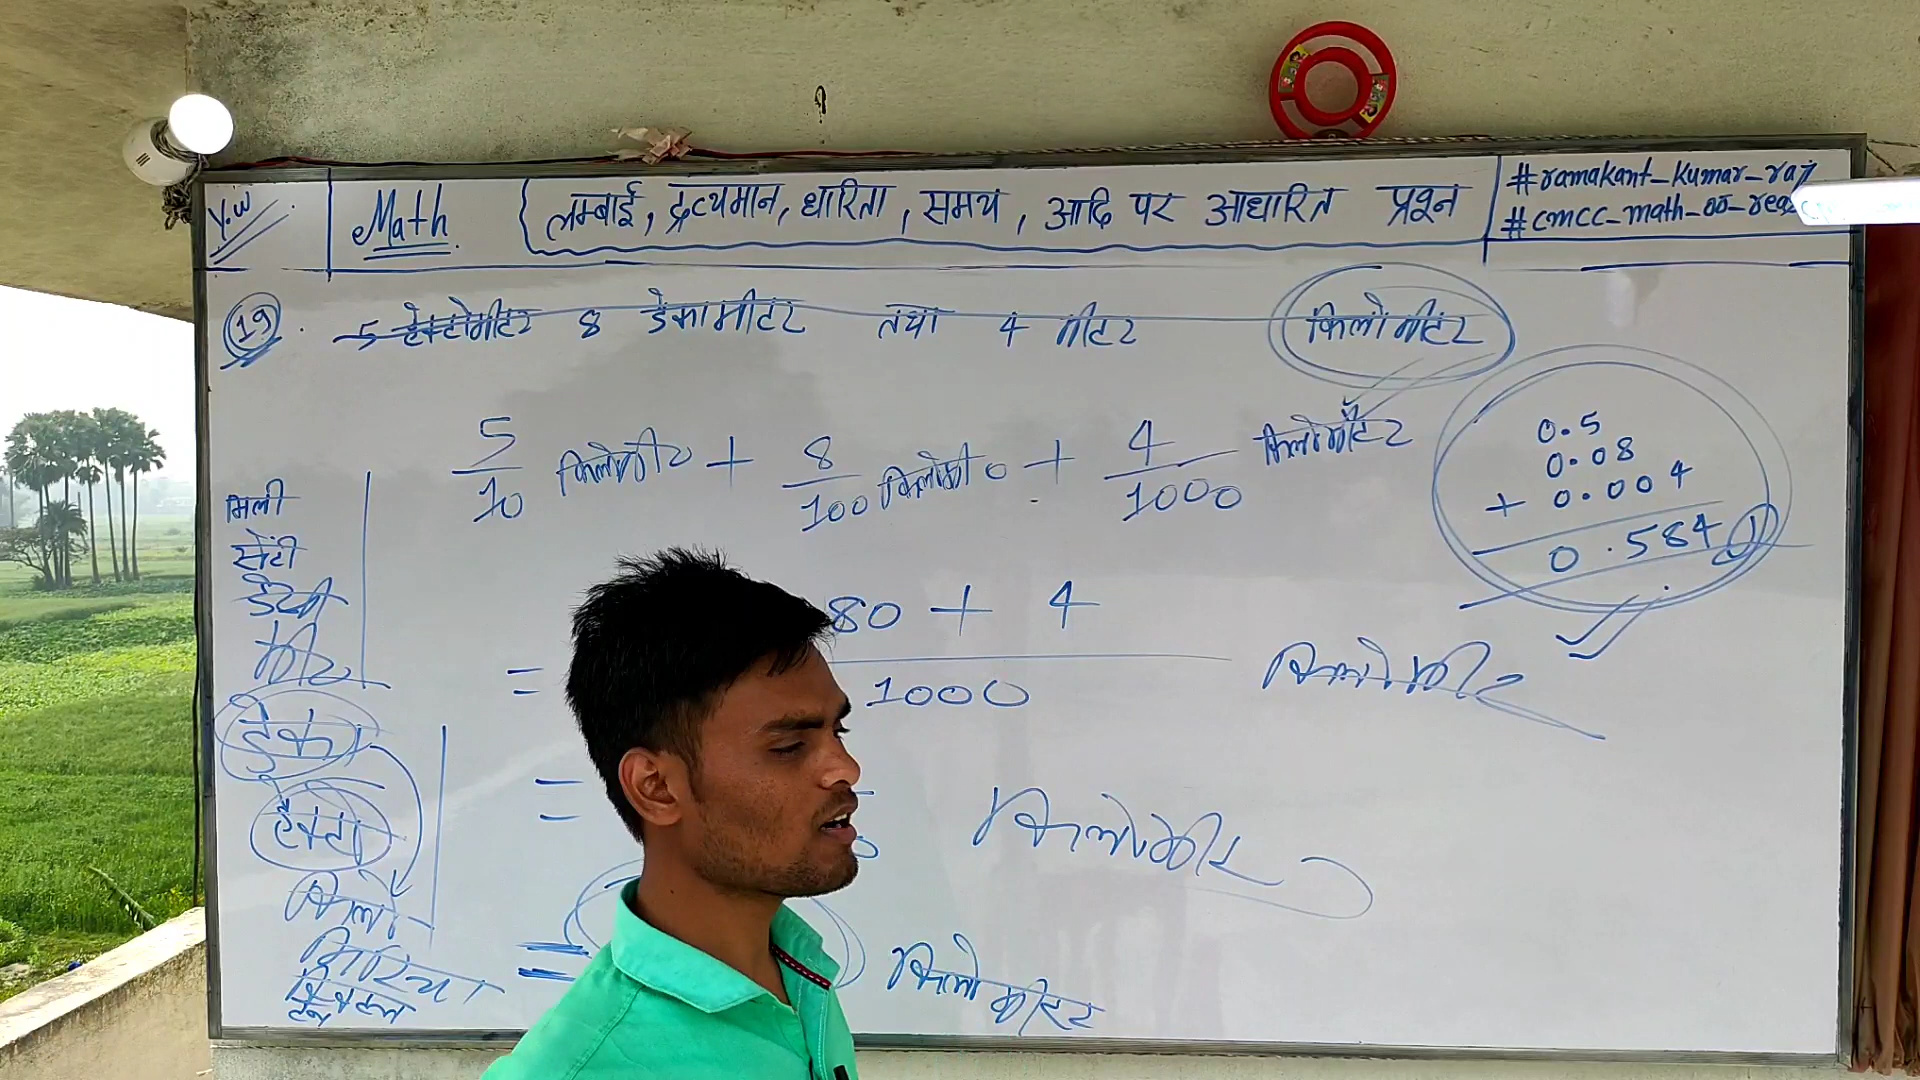 Y.W
Math
लम्बाई, द्रव्यमान, धारिता, समय, आदि पर आधारित प्रश्न
#ramakant_Kumar_raj
#cmcc_math_
19. 5 हेक्टोमीटर 8 डेकामीटर तथा 4 मीटर किलोमीटर
5/10 किलोमी० + 8/100 किलोमी० + 4/1000 किलोमीटर
0.5
0.08
+ 0.004
0.584
मिली
सेंटी
डेसी
मीटर
डेका
हेक्टो
किलो
80 + 4
= 1000 किलोमीटर
= किलोमीटर
= किलोमीटर